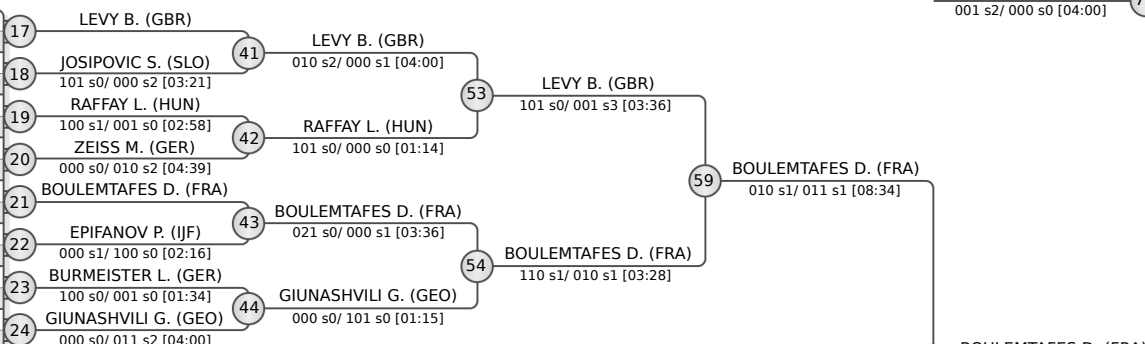 001 s2/ 000 s0 [04:00]
17
LEVY B. (GBR)
18
JOSIPOVIC S. (SLO)
101 s0/ 000 s2 [03:21]
41
LEVY B. (GBR)
010 s2/ 000 s1 [04:00]
19
RAFFAY L. (HUN)
100 s1/ 001 s0 [02:58]
20
ZEISS M. (GER)
000 s0/ 010 s2 [04:39]
42
RAFFAY L. (HUN)
101 s0/ 000 s0 [01:14]
53
LEVY B. (GBR)
101 s0/ 001 s3 [03:36]
21
BOULEMTAFES D. (FRA)
22
EPIFANOV P. (IJF)
000 s1/ 100 s0 [02:16]
43
BOULEMTAFES D. (FRA)
021 s0/ 000 s1 [03:36]
23
BURMEISTER L. (GER)
100 s0/ 001 s0 [01:34]
24
GIUNASHVILI G. (GEO)
000 s0/ 011 s2 [04:00]
44
GIUNASHVILI G. (GEO)
000 s0/ 101 s0 [01:15]
54
BOULEMTAFES D. (FRA)
110 s1/ 010 s1 [03:28]
59
BOULEMTAFES D. (FRA)
010 s1/ 011 s1 [08:34]